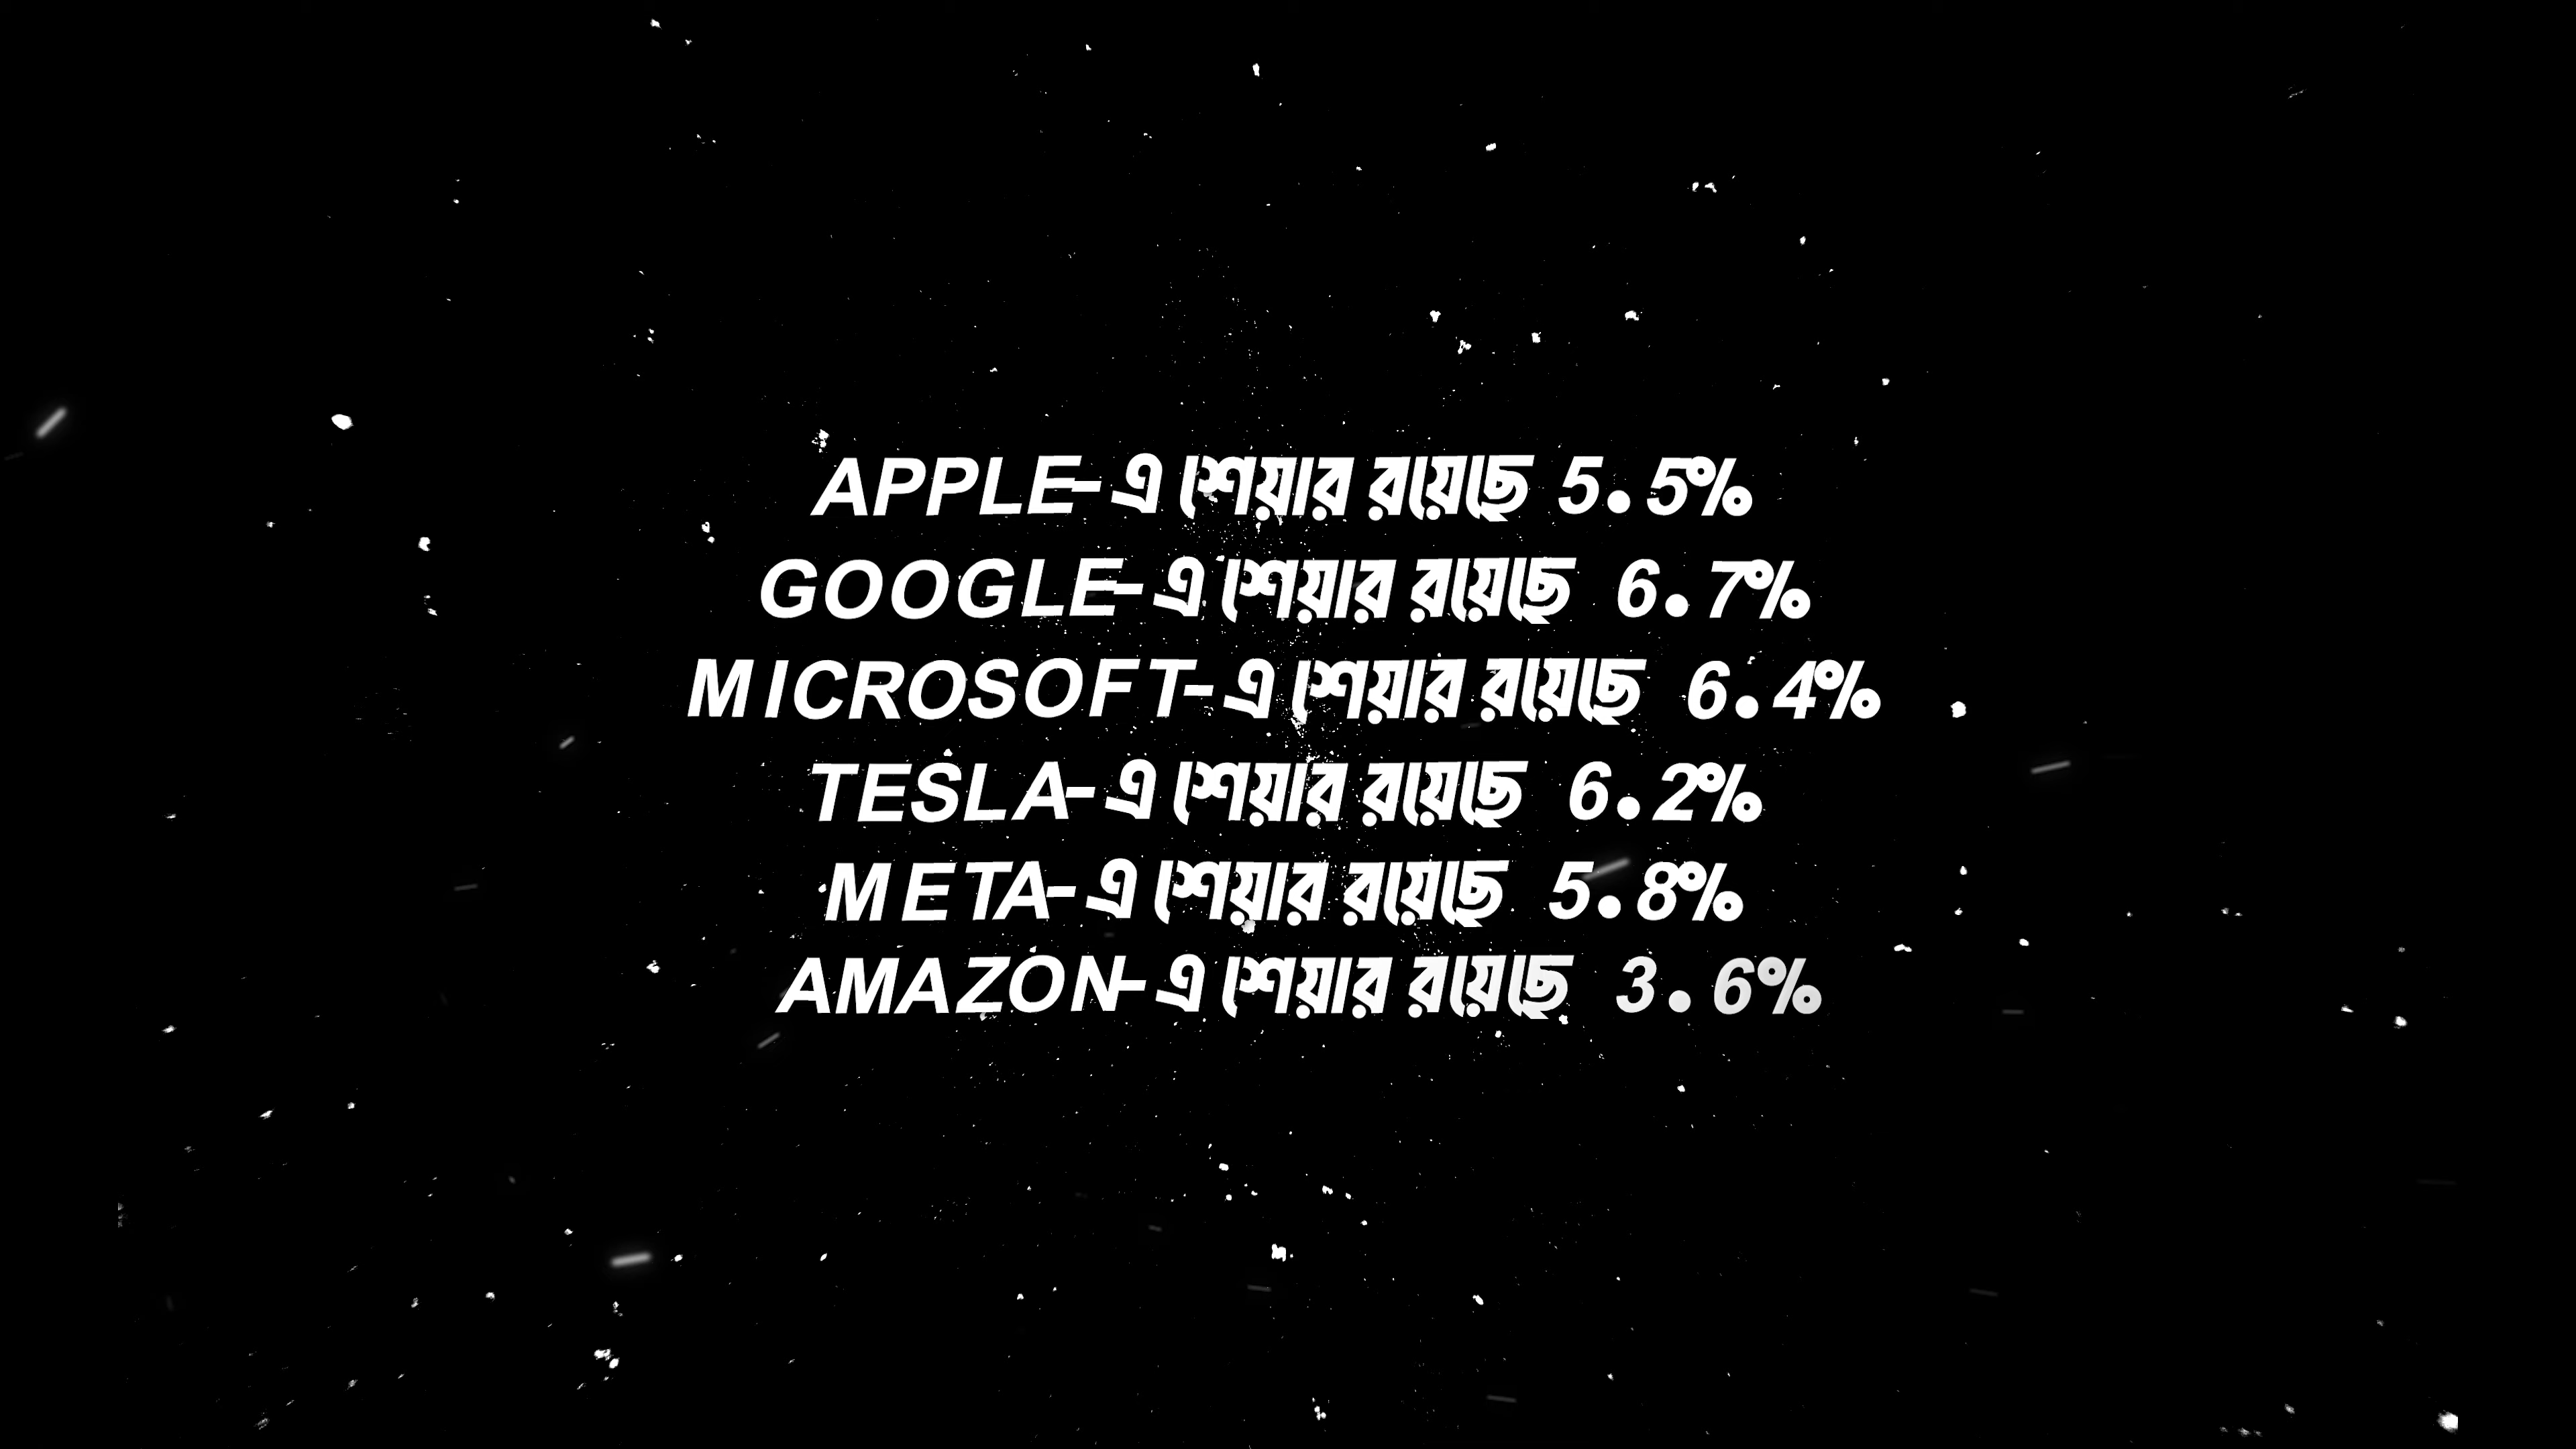 APPLE-এ শেয়ার রয়েছে 5.5%
GOOGLE-এ শেয়ার রয়েছে 6.7%
MICROSOFT-এ শেয়ার রয়েছে 6.4%
TESLA-এ শেয়ার রয়েছে 6.2%
META-এ শেয়ার রয়েছে 5.8%
AMAZON-এ শেয়ার রয়েছে 3.6%